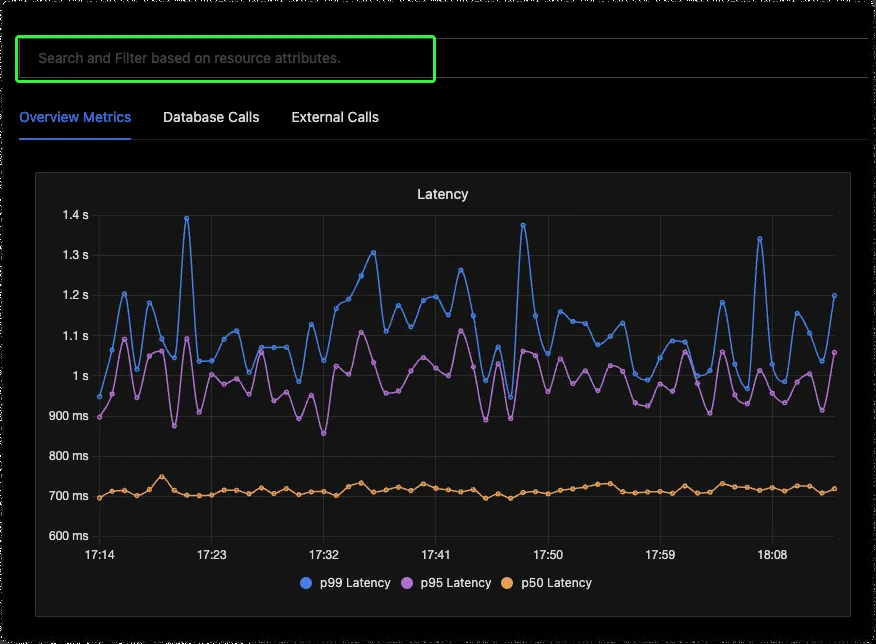 Search and Filter based on resource attributes.
Overview Metrics Database Calls External Calls
Latency
1.4 s
1.3 s
1.2 s
1.1 s
1 s
900 ms
800 ms
700 ms
600 ms
17:14 17:23 17:32 17:41 17:50 17:59 18:08
p99 Latency p95 Latency p50 Latency